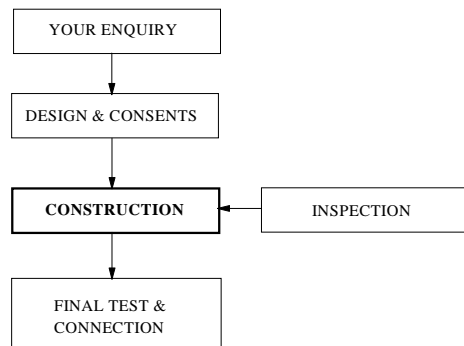 YOUR ENQUIRY
DESIGN & CONSENTS
CONSTRUCTION
INSPECTION
FINAL TEST &
CONNECTION